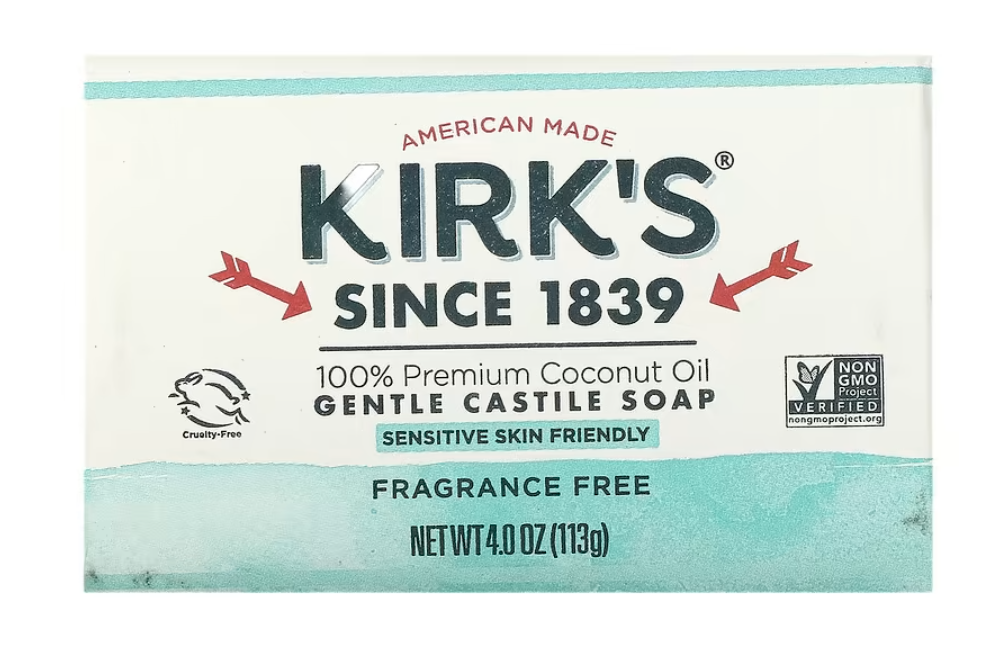 AMERICAN MADE
KIRK'S®
SINCE 1839
100% Premium Coconut Oil
GENTLE CASTILE SOAP
SENSITIVE SKIN FRIENDLY
Cruelty-Free
NON
GMO
Project
VERIFIED
nongmoproject.org
FRAGRANCE FREE
NET WT 4.0 OZ (113g)